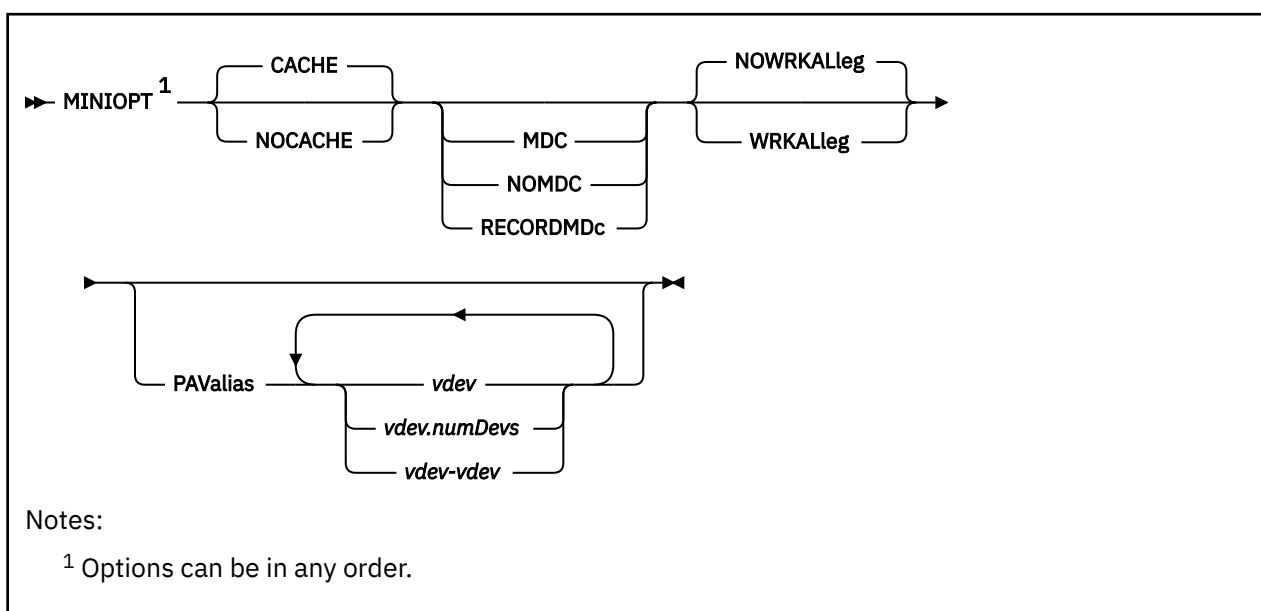 CACHE
NOWRKALleg
MINIOPT 1
NOCACHE
MDC
WRKALleg
NOMDC
RECORDMDc
PAValias
vdev
vdev.numDevs
vdev-vdev
Notes:
1 Options can be in any order.